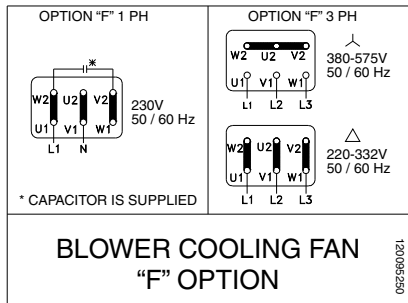 OPTION "F" 1 PH
*
W2 U2 V2
U1 V1 W1
L1 N
230V
50 / 60 Hz
* CAPACITOR IS SUPPLIED
OPTION "F" 3 PH
W2 U2 V2
U1 V1 W1
L1 L2 L3
380-575V
50 / 60 Hz
W2 U2 V2
U1 V1 W1
L1 L2 L3
220-332V
50 / 60 Hz
BLOWER COOLING FAN
“F” OPTION
120095250